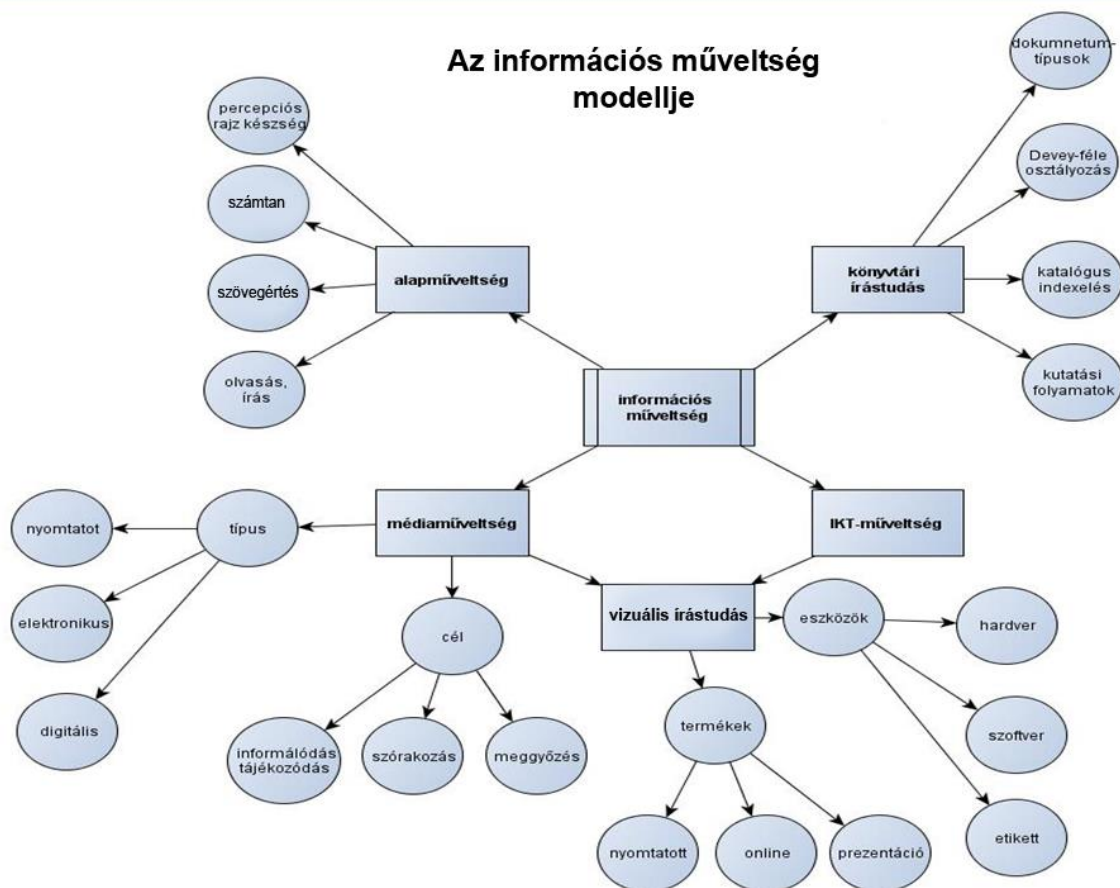 Az információs műveltség
modellje
dokumnetum-
típusok
percepciós
rajz készség
Devey-féle
osztályozás
számtan
alapműveltség
könyvtári
írástudás
katalógus
indexelés
szövegértés
olvasás,
írás
információs
műveltség
kutatási
folyamatok
nyomtatot
típus
médiaműveltség
IKT-műveltség
elektronikus
cél
vizuális írástudás
eszközök
hardver
digitális
informálódás
tájékozódás
szórakozás
meggyőzés
termékek
szoftver
nyomtatott
online
prezentáció
etikett